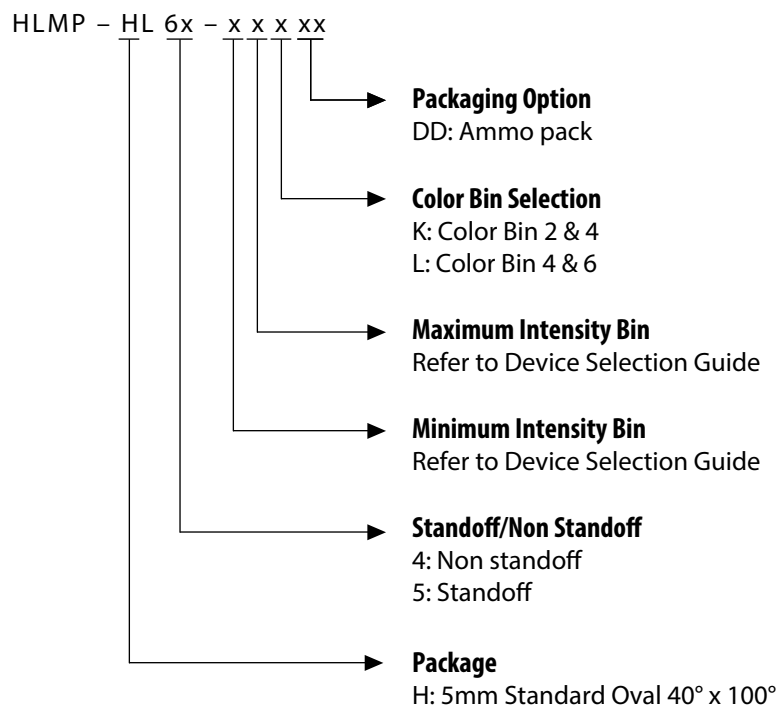 HLMP – HL 6x – x x x xx
Packaging Option
DD: Ammo pack
Color Bin Selection
K: Color Bin 2 & 4
L: Color Bin 4 & 6
Maximum Intensity Bin
Refer to Device Selection Guide
Minimum Intensity Bin
Refer to Device Selection Guide
Standoff/Non Standoff
4: Non standoff
5: Standoff
Package
H: 5mm Standard Oval 40° x 100°